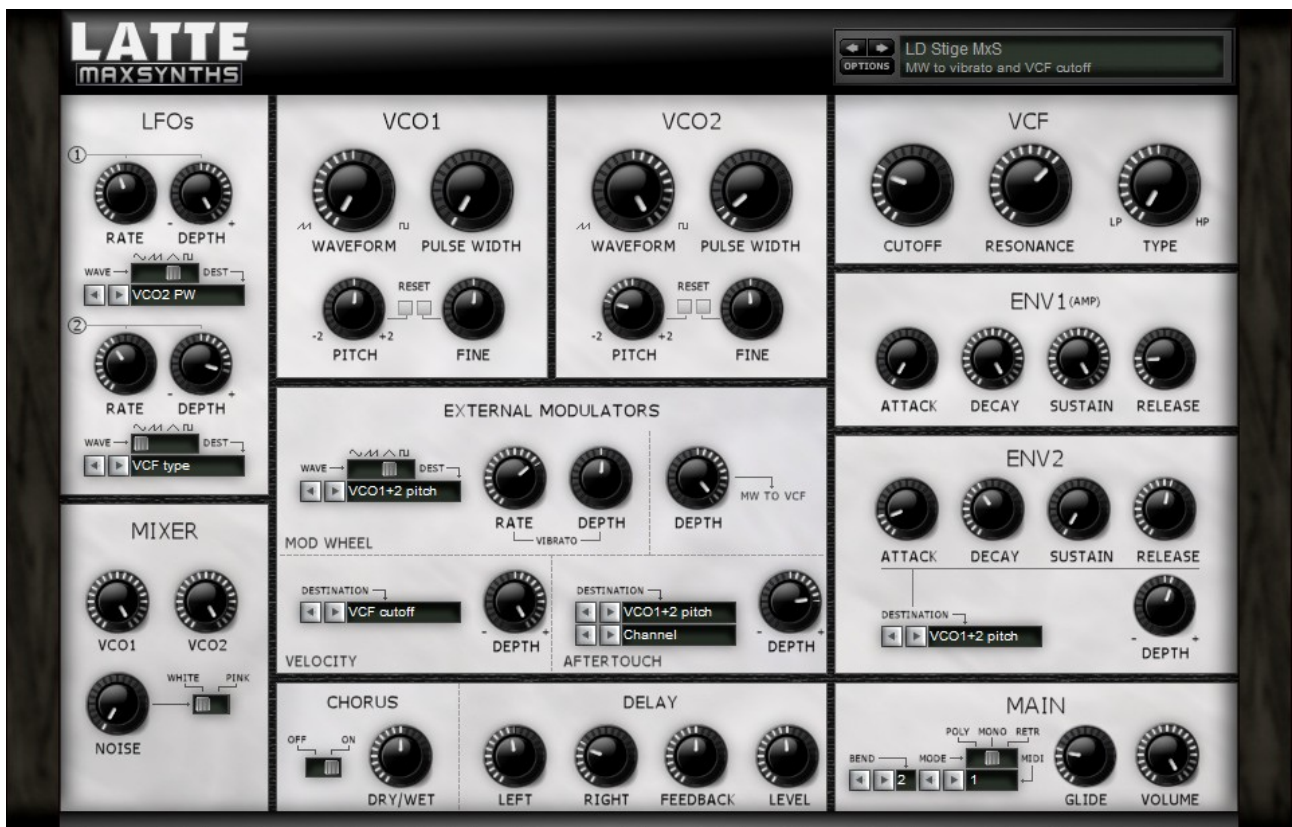 LATTE
MAXSYNTHS
LD Stige MxS
OPTIONS
MW to vibrato and VCF cutoff
LFOs
1
RATE DEPTH
- +
WAVE DEST
VCO2 PW
2
RATE DEPTH
- +
WAVE DEST
VCF type
VCO1
WAVEFORM PULSE WIDTH
RESET
-2 +2
PITCH FINE
VCO2
WAVEFORM PULSE WIDTH
RESET
-2 +2
PITCH FINE
VCF
LP HP
CUTOFF RESONANCE TYPE
ENV1 (AMP)
ATTACK DECAY SUSTAIN RELEASE
EXTERNAL MODULATORS
WAVE DEST
VCO1+2 pitch
RATE DEPTH
VIBRATO
DEPTH
MW TO VCF
MOD WHEEL
DESTINATION
VCF cutoff
- +
DEPTH
VELOCITY
DESTINATION
VCO1+2 pitch
Channel
- +
DEPTH
AFTERTOUCH
ENV2
ATTACK DECAY SUSTAIN RELEASE
DESTINATION
VCO1+2 pitch
- +
DEPTH
MIXER
VCO1 VCO2
WHITE PINK
NOISE
CHORUS
OFF ON
DRY/WET
DELAY
LEFT RIGHT FEEDBACK LEVEL
MAIN
POLY MONO RETR
BEND MODE MIDI
2 1
GLIDE VOLUME